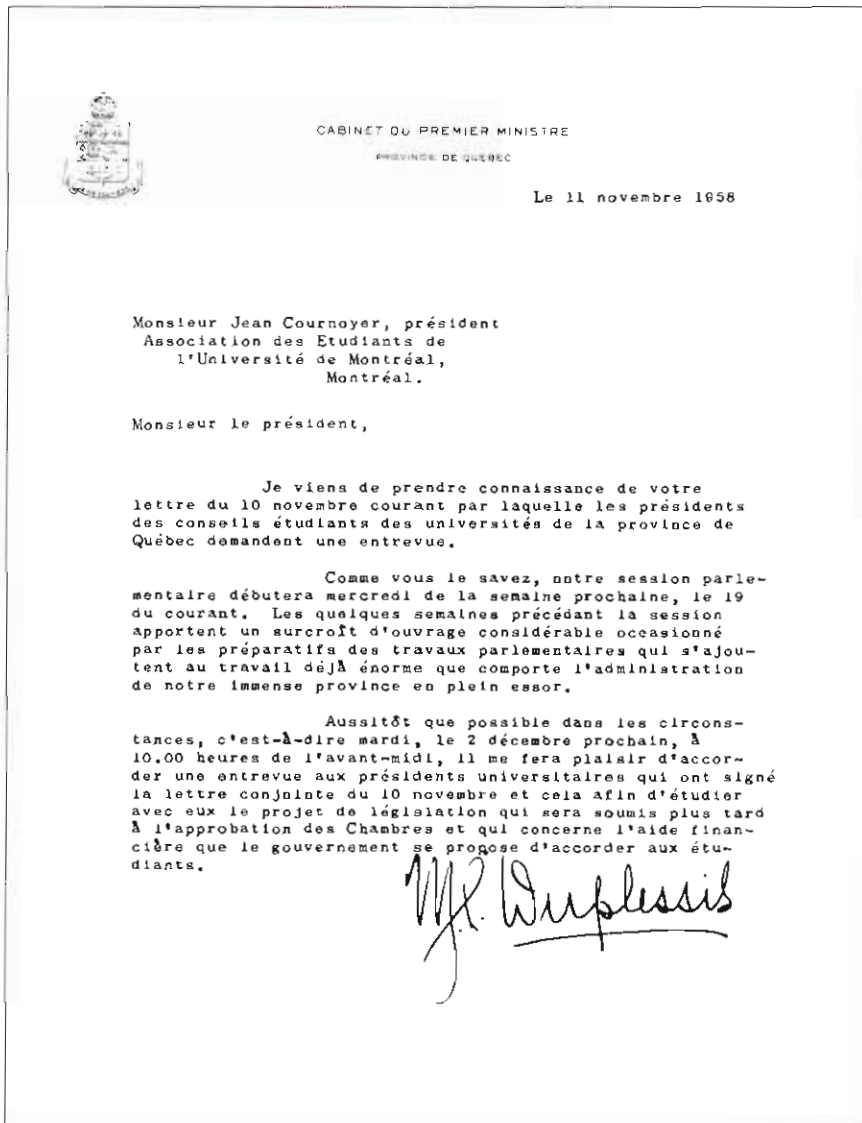 CABINET DU PREMIER MINISTRE
PROVINCE DE QUÉBEC
Le 11 novembre 1958
Monsieur Jean Cournoyer, président
Association des Etudiants de
l'Université de Montréal,
Montréal.
Monsieur le président,
Je viens de prendre connaissance de votre
lettre du 10 novembre courant par laquelle les présidents
des conseils étudiants des universités de la province de
Québec demandent une entrevue.
Comme vous le savez, notre session parle-
mentaire débutera mercredi de la semaine prochaine, le 19
du courant. Les quelques semaines précédant la session
apportent un surcroît d'ouvrage considérable occasionné
par les préparatifs des travaux parlementaires qui s'ajou-
tent au travail déjà énorme que comporte l'administration
de notre immense province en plein essor.
Aussitôt que possible dans les circons-
tances, c'est-à-dire mardi, le 2 décembre prochain, à
10.00 heures de l'avant-midi, il me fera plaisir d'accor-
der une entrevue aux présidents universitaires qui ont signé
la lettre conjointe du 10 novembre et cela afin d'étudier
avec eux le projet de législation qui sera soumis plus tard
à l'approbation des Chambres et qui concerne l'aide finan-
cière que le gouvernement se propose d'accorder aux étu-
diants.
M.L. Duplessis